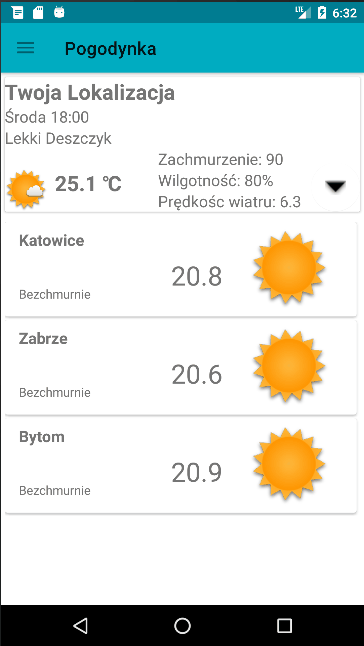 LTE 6:32
Pogodynka
Twoja Lokalizacja
Środa 18:00
Lekki Deszczyk
25.1 ℃
Zachmurzenie: 90
Wilgotność: 80%
Prędkośc wiatru: 6.3
Katowice
20.8
Bezchmurnie
Zabrze
20.6
Bezchmurnie
Bytom
20.9
Bezchmurnie